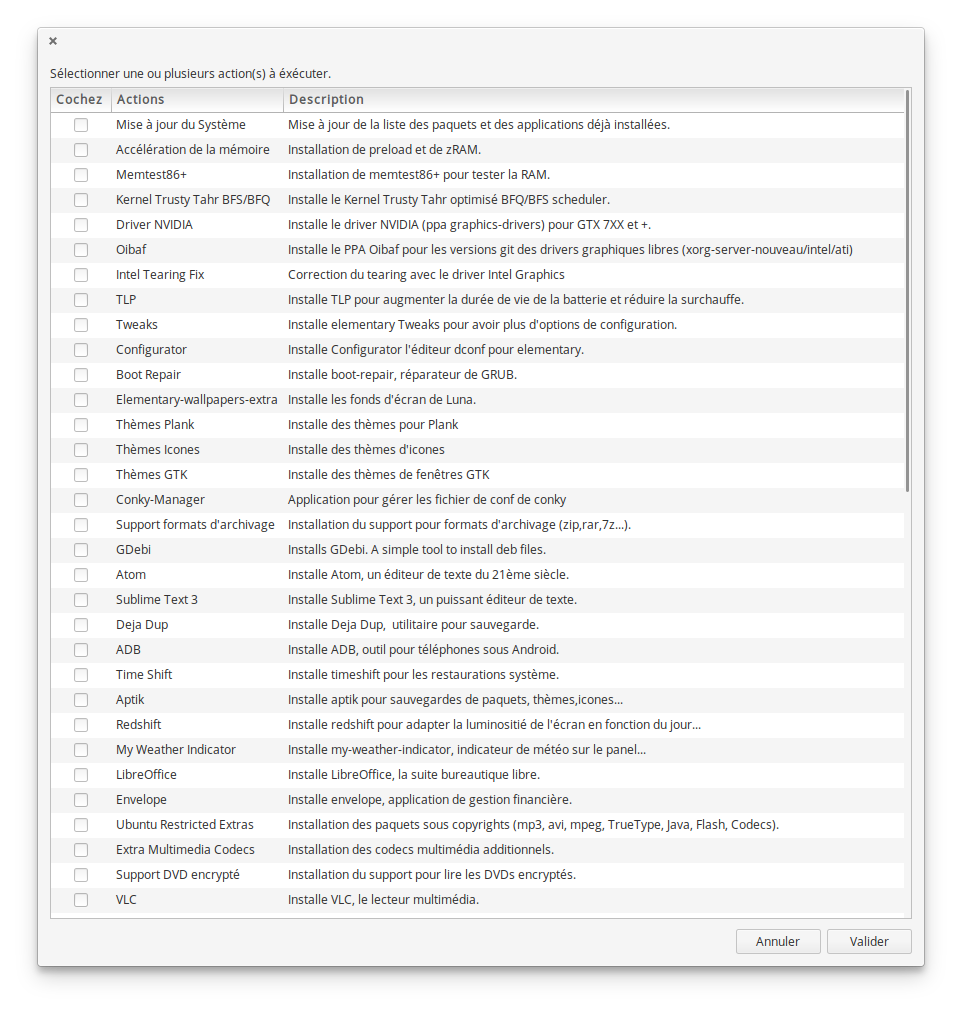 Sélectionner une ou plusieurs action(s) à éxécuter.
Cochez Actions Description
Mise à jour du Système Mise à jour de la liste des paquets et des applications déjà installées.
Accélération de la mémoire Installation de preload et de zRAM.
Memtest86+ Installation de memtest86+ pour tester la RAM.
Kernel Trusty Tahr BFS/BFQ Installe le Kernel Trusty Tahr optimisé BFQ/BFS scheduler.
Driver NVIDIA Installe le driver NVIDIA (ppa graphics-drivers) pour GTX 7XX et +.
Oibaf Installe le PPA Oibaf pour les versions git des drivers graphiques libres (xorg-server-nouveau/intel/ati)
Intel Tearing Fix Correction du tearing avec le driver Intel Graphics
TLP Installe TLP pour augmenter la durée de vie de la batterie et réduire la surchauffe.
Tweaks Installe elementary Tweaks pour avoir plus d'options de configuration.
Configurator Installe Configurator l'éditeur dconf pour elementary.
Boot Repair Installe boot-repair, réparateur de GRUB.
Elementary-wallpapers-extra Installe les fonds d'écran de Luna.
Thèmes Plank Installe des thèmes pour Plank
Thèmes Icones Installe des thèmes d'icones
Thèmes GTK Installe des thèmes de fenêtres GTK
Conky-Manager Application pour gérer les fichier de conf de conky
Support formats d'archivage Installation du support pour formats d'archivage (zip,rar,7z...).
GDebi Installs GDebi. A simple tool to install deb files.
Atom Installe Atom, un éditeur de texte du 21ème siècle.
Sublime Text 3 Installe Sublime Text 3, un puissant éditeur de texte.
Deja Dup Installe Deja Dup,  utilitaire pour sauvegarde.
ADB Installe ADB, outil pour téléphones sous Android.
Time Shift Installe timeshift pour les restaurations système.
Aptik Installe aptik pour sauvegardes de paquets, thèmes,icones...
Redshift Installe redshift pour adapter la luminositié de l'écran en fonction du jour...
My Weather Indicator Installe my-weather-indicator, indicateur de météo sur le panel...
LibreOffice Installe LibreOffice, la suite bureautique libre.
Envelope Installe envelope, application de gestion financière.
Ubuntu Restricted Extras Installation des paquets sous copyrights (mp3, avi, mpeg, TrueType, Java, Flash, Codecs).
Extra Multimedia Codecs Installation des codecs multimédia additionnels.
Support DVD encrypté Installation du support pour lire les DVDs encryptés.
VLC Installe VLC, le lecteur multimédia.
Annuler Valider